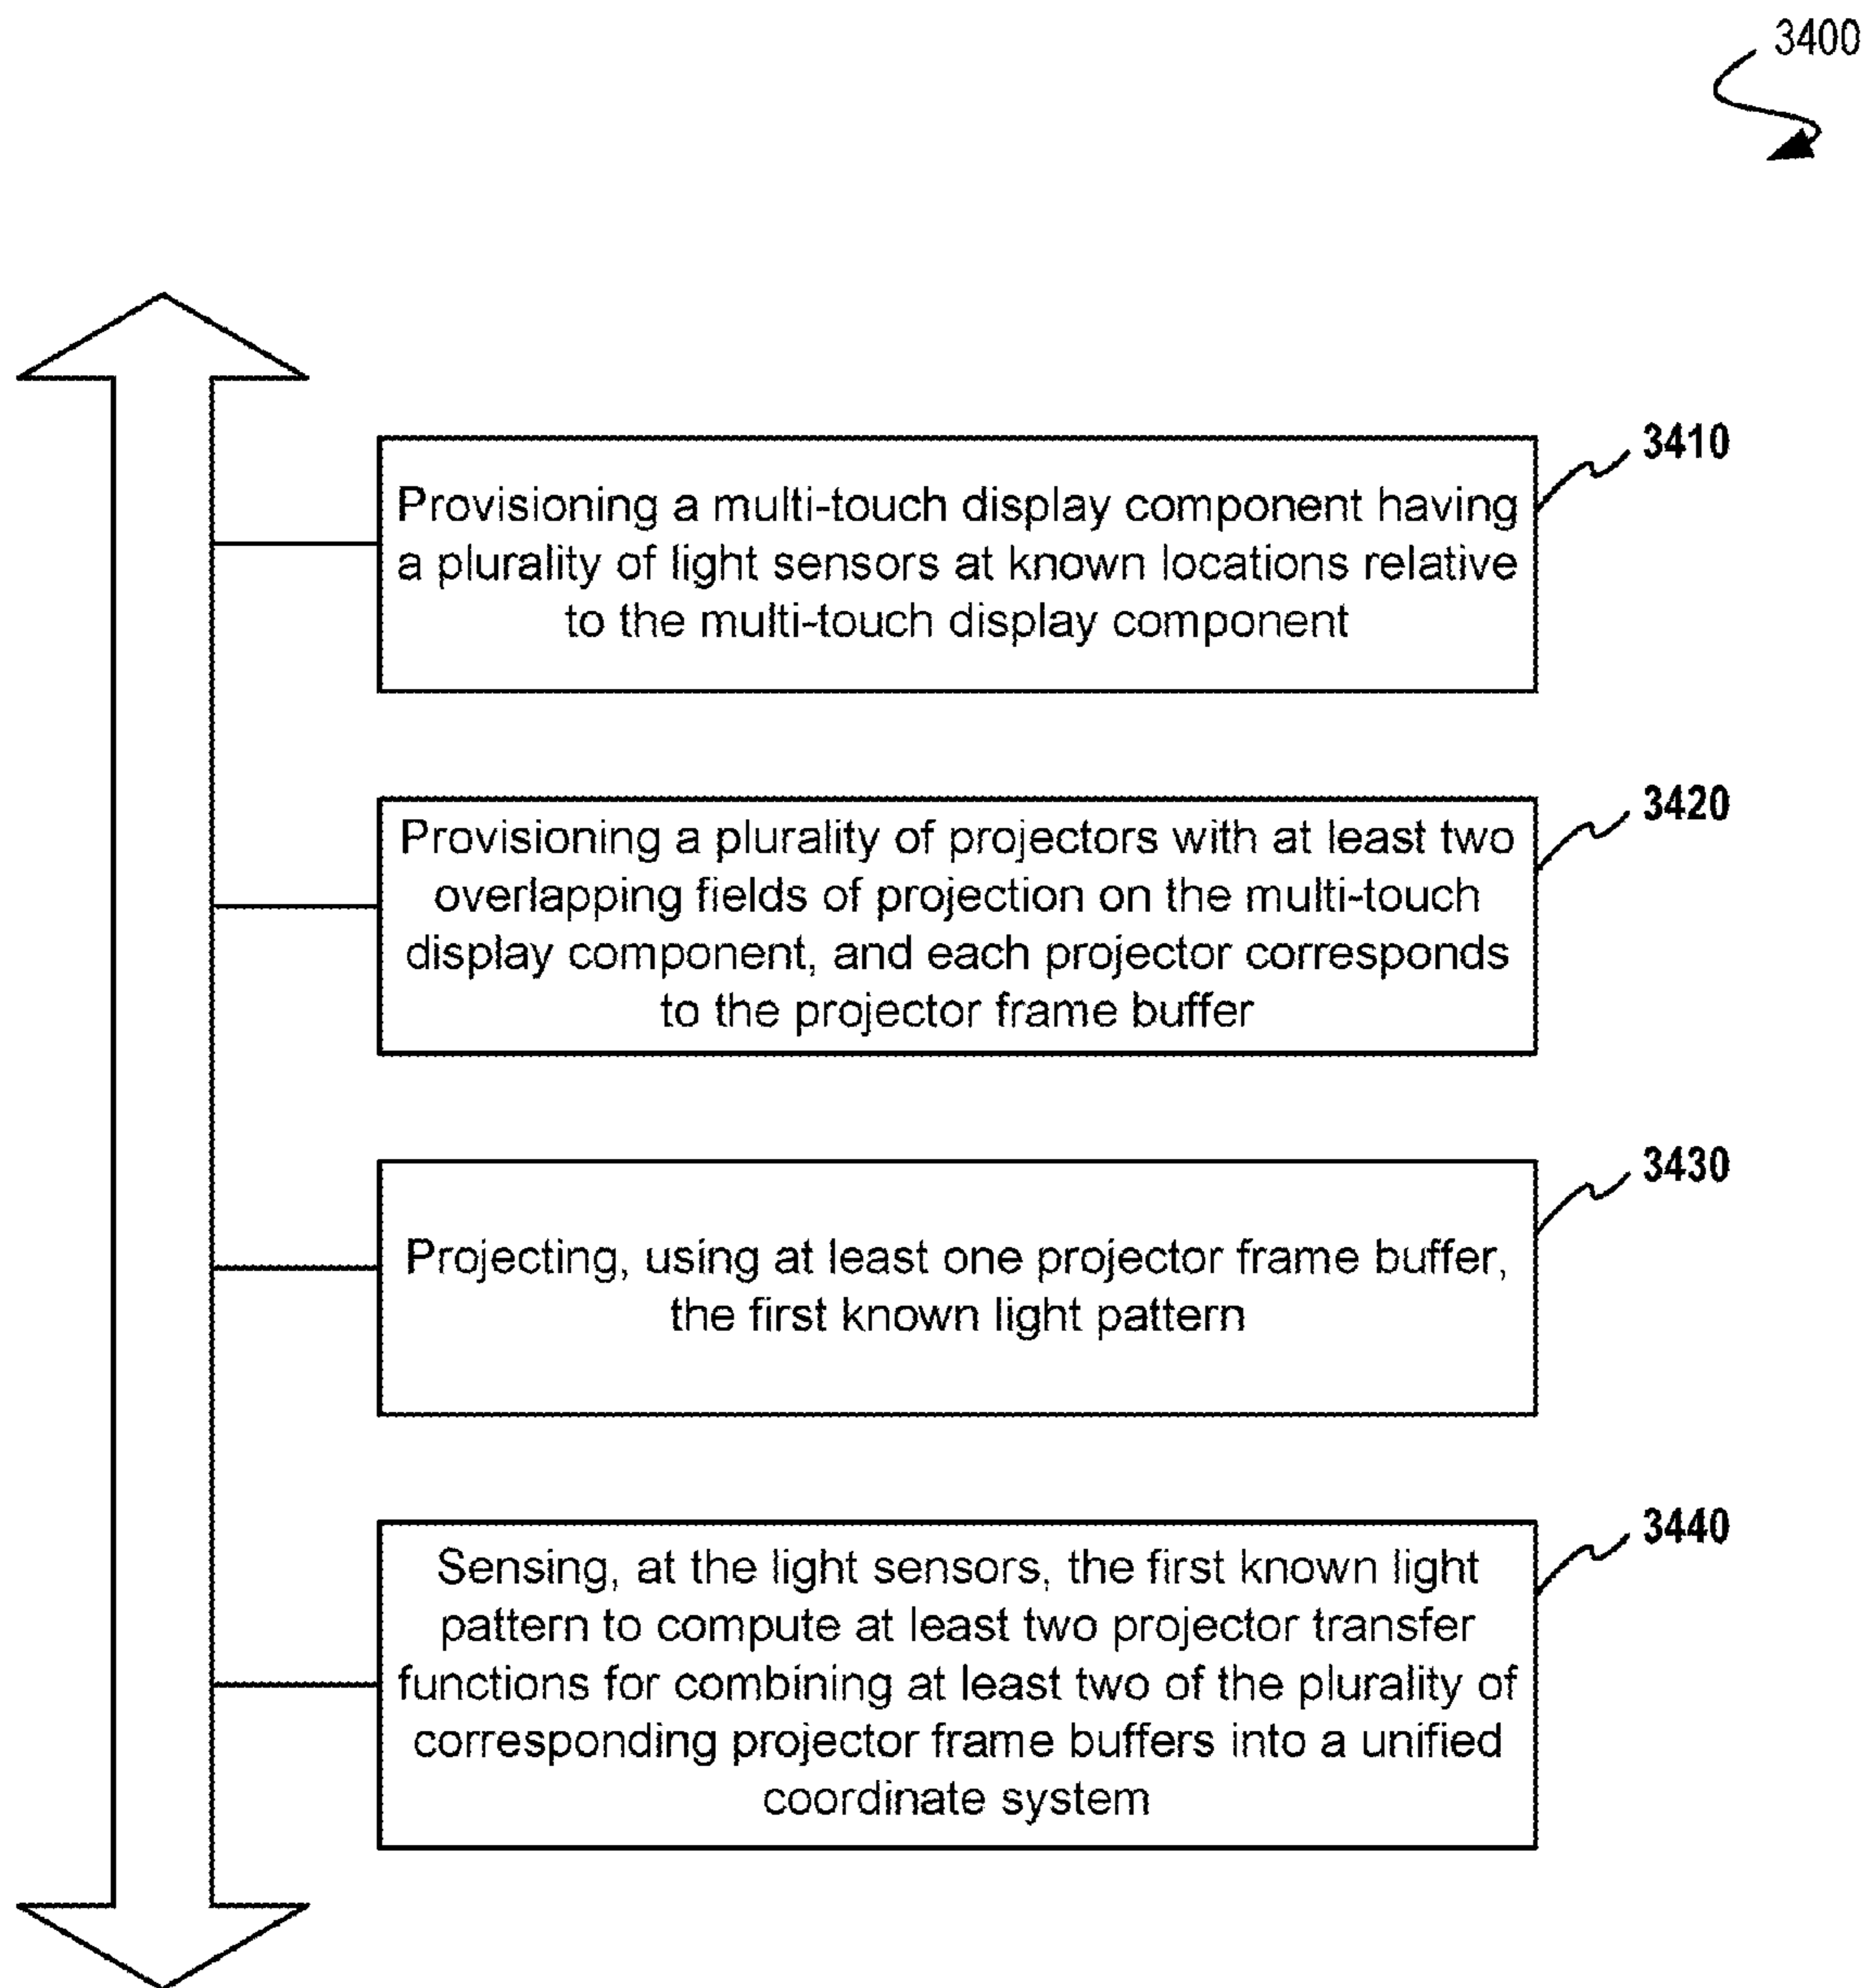 3400
3410
Provisioning a multi-touch display component having
a plurality of light sensors at known locations relative
to the multi-touch display component
3420
Provisioning a plurality of projectors with at least two
overlapping fields of projection on the multi-touch
display component, and each projector corresponds
to the projector frame buffer
3430
Projecting, using at least one projector frame buffer,
the first known light pattern
3440
Sensing, at the light sensors, the first known light
pattern to compute at least two projector transfer
functions for combining at least two of the plurality of
corresponding projector frame buffers into a unified
coordinate system